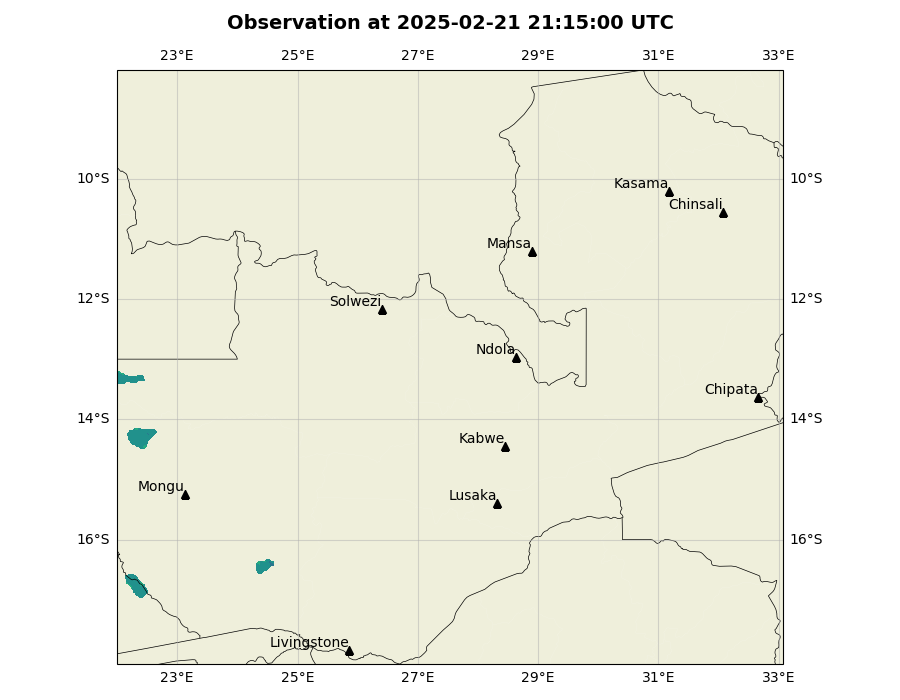 Observation at 2025-02-21 21:15:00 UTC
23°E 25°E 27°E 29°E 31°E 33°E
10°S 10°S
Kasama
Chinsali
Mansa
12°S 12°S
Solwezi
Ndola
Chipata
14°S 14°S
Kabwe
Mongu
Lusaka
16°S 16°S
Livingstone
23°E 25°E 27°E 29°E 31°E 33°E